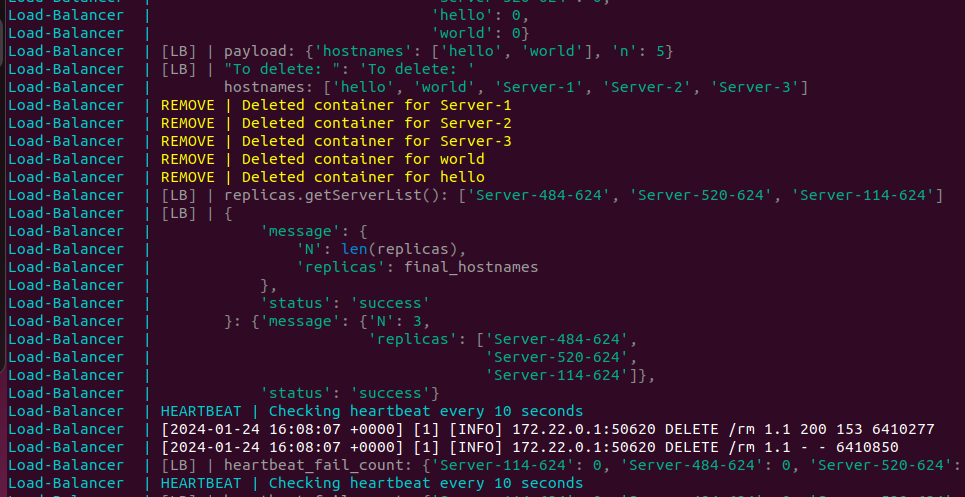 Load-Balancer  |                               'Server-520-624': 0,
Load-Balancer  |                               'hello': 0,
Load-Balancer  |                               'world': 0}
Load-Balancer  | [LB] | payload: {'hostnames': ['hello', 'world'], 'n': 5}
Load-Balancer  | [LB] | "To delete: ": 'To delete: '
Load-Balancer  |        hostnames: ['hello', 'world', 'Server-1', 'Server-2', 'Server-3']
Load-Balancer  | REMOVE | Deleted container for Server-1
Load-Balancer  | REMOVE | Deleted container for Server-2
Load-Balancer  | REMOVE | Deleted container for Server-3
Load-Balancer  | REMOVE | Deleted container for world
Load-Balancer  | REMOVE | Deleted container for hello
Load-Balancer  | [LB] | replicas.getServerList(): ['Server-484-624', 'Server-520-624', 'Server-114-624']
Load-Balancer  | [LB] | {
Load-Balancer  |            'message': {
Load-Balancer  |                'N': len(replicas),
Load-Balancer  |                'replicas': final_hostnames
Load-Balancer  |            },
Load-Balancer  |            'status': 'success'
Load-Balancer  |        }: {'message': {'N': 3,
Load-Balancer  |                        'replicas': ['Server-484-624',
Load-Balancer  |                                     'Server-520-624',
Load-Balancer  |                                     'Server-114-624']},
Load-Balancer  |            'status': 'success'}
Load-Balancer  | HEARTBEAT | Checking heartbeat every 10 seconds
Load-Balancer  | [2024-01-24 16:08:07 +0000] [1] [INFO] 172.22.0.1:50620 DELETE /rm 1.1 200 153 6410277
Load-Balancer  | [2024-01-24 16:08:07 +0000] [1] [INFO] 172.22.0.1:50620 DELETE /rm 1.1 - - 6410850
Load-Balancer  | [LB] | heartbeat_fail_count: {'Server-114-624': 0, 'Server-484-624': 0, 'Server-520-624':
Load-Balancer  | HEARTBEAT | Checking heartbeat every 10 seconds